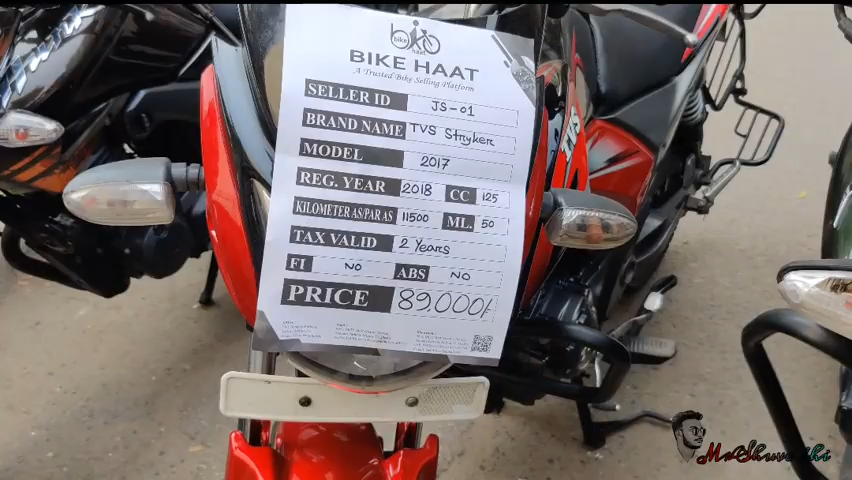 Hunk
bike
haat
BIKE HAAT
A Trusted Bike Selling Platform
SELLER ID JS-01
BRAND NAME TVS Stryker
MODEL 2017
REG. YEAR 2018 CC 125
KILOMETER AS/PAR AS 11500 ML. 50
TAX VALID 2 Years
FI NO ABS NO
PRICE 89,000/-
TVS